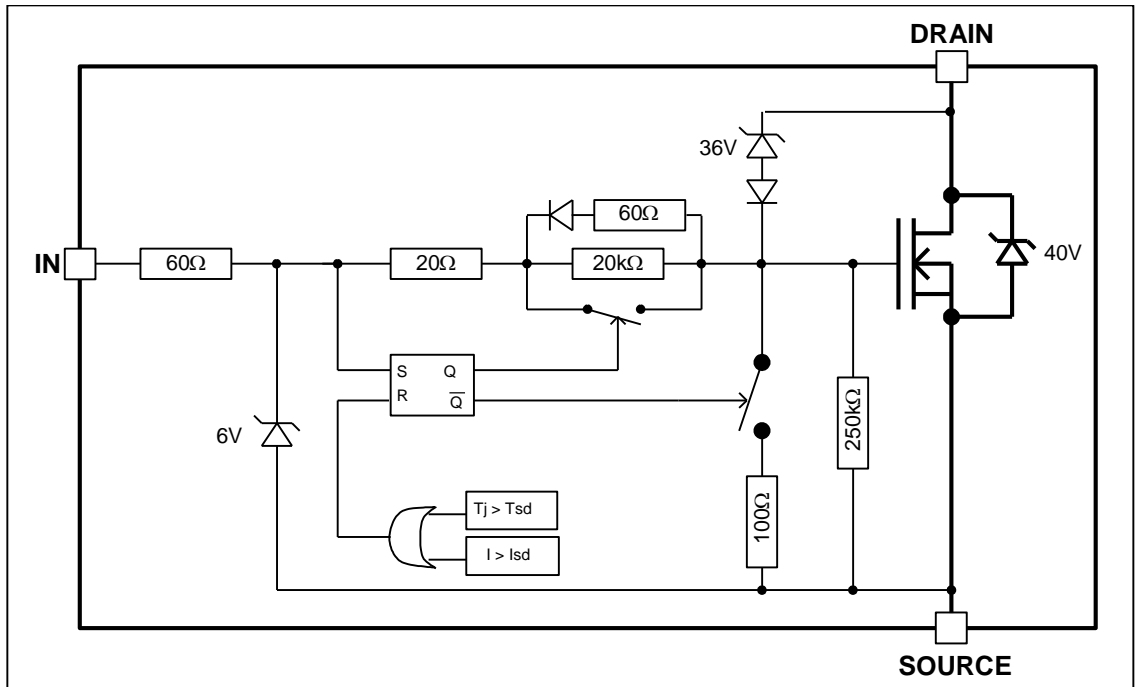 DRAIN
36V
60Ω
IN
60Ω
20Ω
20kΩ
40V
S Q
R Q̅
6V
250kΩ
Tj > Tsd
I > Isd
100Ω
SOURCE